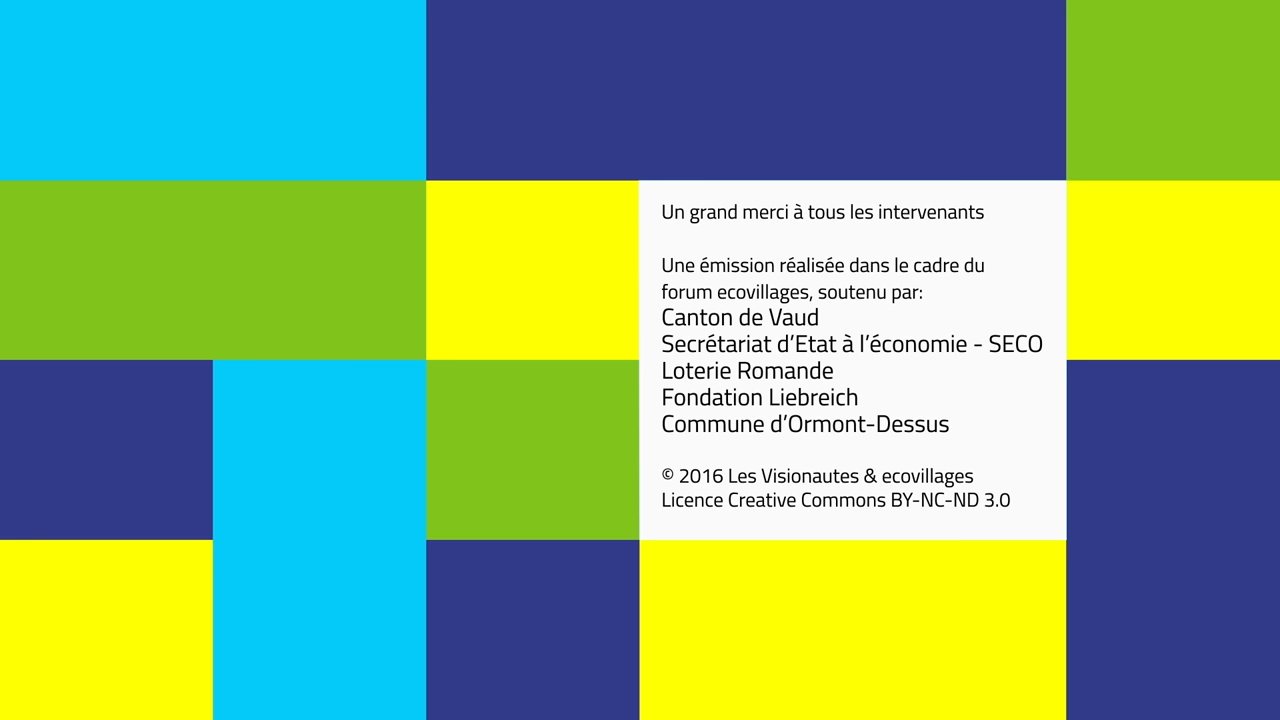 Un grand merci à tous les intervenants
Une émission réalisée dans le cadre du
forum ecovillages, soutenu par:
Canton de Vaud
Secrétariat d’Etat à l’économie - SECO
Loterie Romande
Fondation Liebreich
Commune d’Ormont-Dessus
© 2016 Les Visionautes & ecovillages
Licence Creative Commons BY-NC-ND 3.0